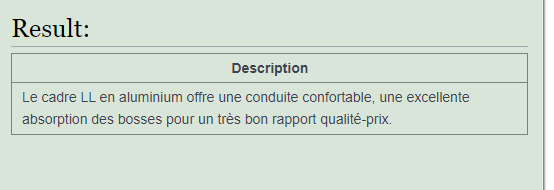 Result:
Description
Le cadre LL en aluminium offre une conduite confortable, une excellente
absorption des bosses pour un très bon rapport qualité-prix.